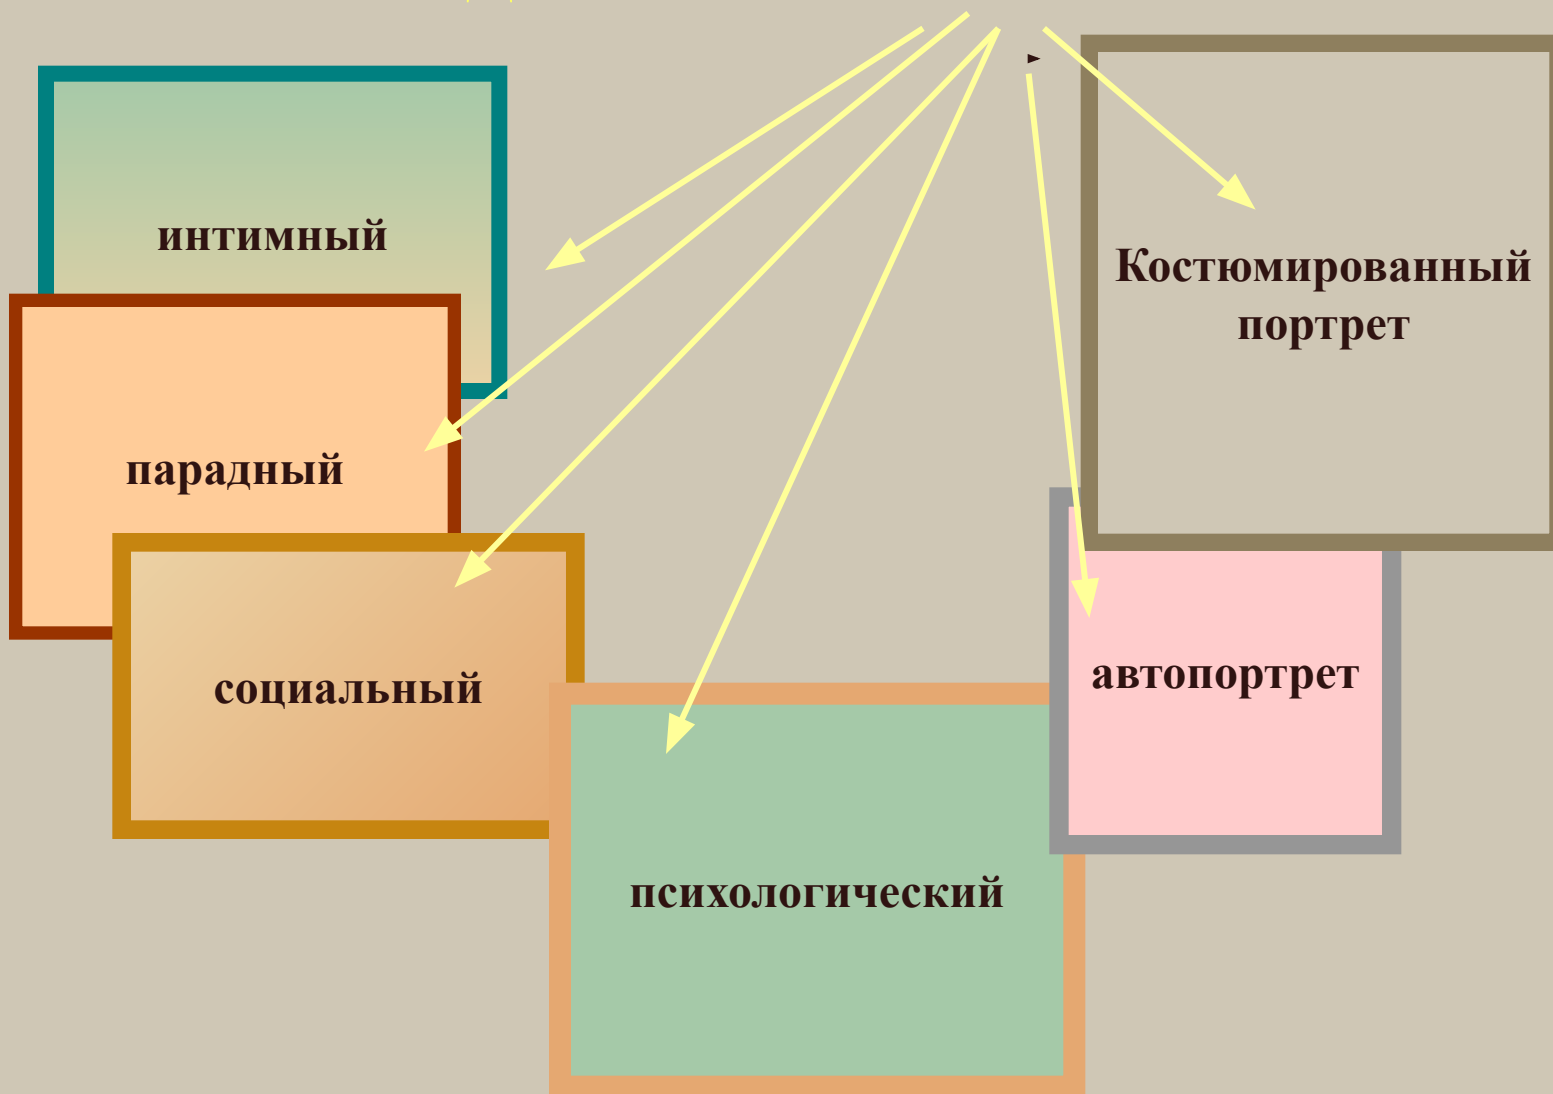 интимный
Костюмированный
портрет
парадный
социальный
автопортрет
психологический